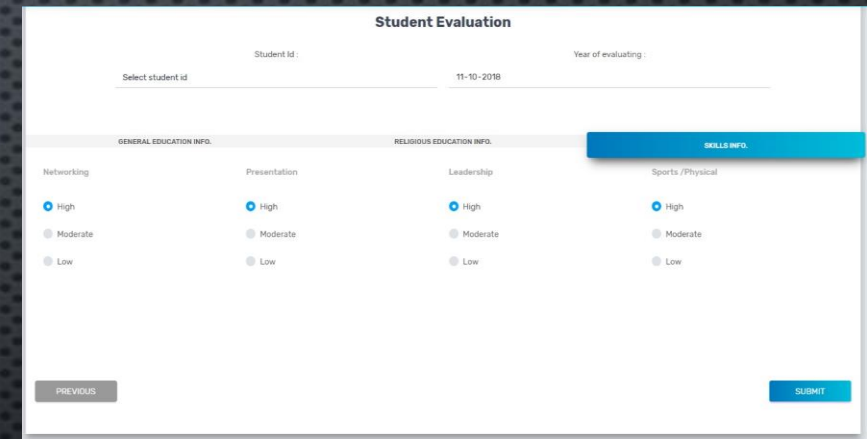 Student Evaluation
Student Id :
Year of evaluating :
Select student id
11-10-2018
GENERAL EDUCATION INFO.
RELIGIOUS EDUCATION INFO.
SKILLS INFO.
Networking
Presentation
Leadership
Sports /Physical
High
High
High
High
Moderate
Moderate
Moderate
Moderate
Low
Low
Low
Low
PREVIOUS
SUBMIT